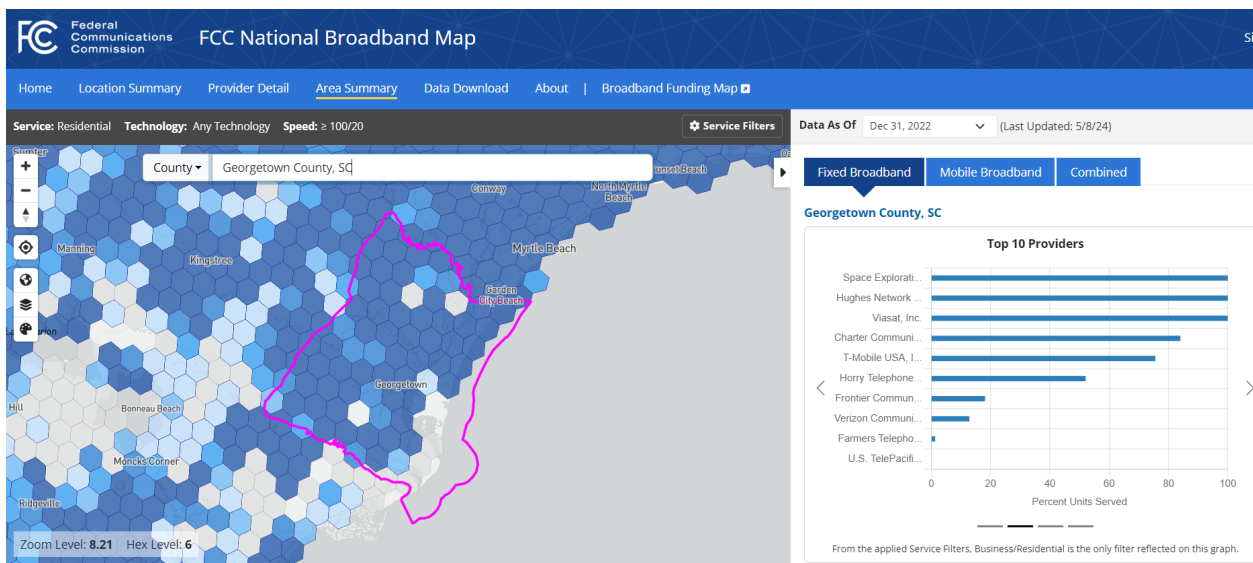 FCC
Federal
Communications
Commission
FCC National Broadband Map
Home Location Summary Provider Detail Area Summary Data Download About | Broadband Funding Map
Service: Residential Technology: Any Technology Speed: ≥ 100/20
Service Filters
Data As Of Dec 31, 2022 (Last Updated: 5/8/24)
County Georgetown County, SC
Sumter
Conway
North Myrtle
Beach
Manning
Kingstree
Myrtle Beach
Garden
City Beach
Georgetown
Hill
Bonneau Beach
Moncks Corner
Ridgeville
Zoom Level: 8.21 Hex Level: 6
Fixed Broadband Mobile Broadband Combined
Georgetown County, SC
Top 10 Providers
Space Explorati...
Hughes Network ...
Viasat, Inc.
Charter Communi...
T-Mobile USA, I...
Horry Telephone...
Frontier Commun...
Verizon Communi...
Farmers Telepho...
U.S. TelePacifi...
0 20 40 60 80 100
Percent Units Served
From the applied Service Filters, Business/Residential is the only filter reflected on this graph.